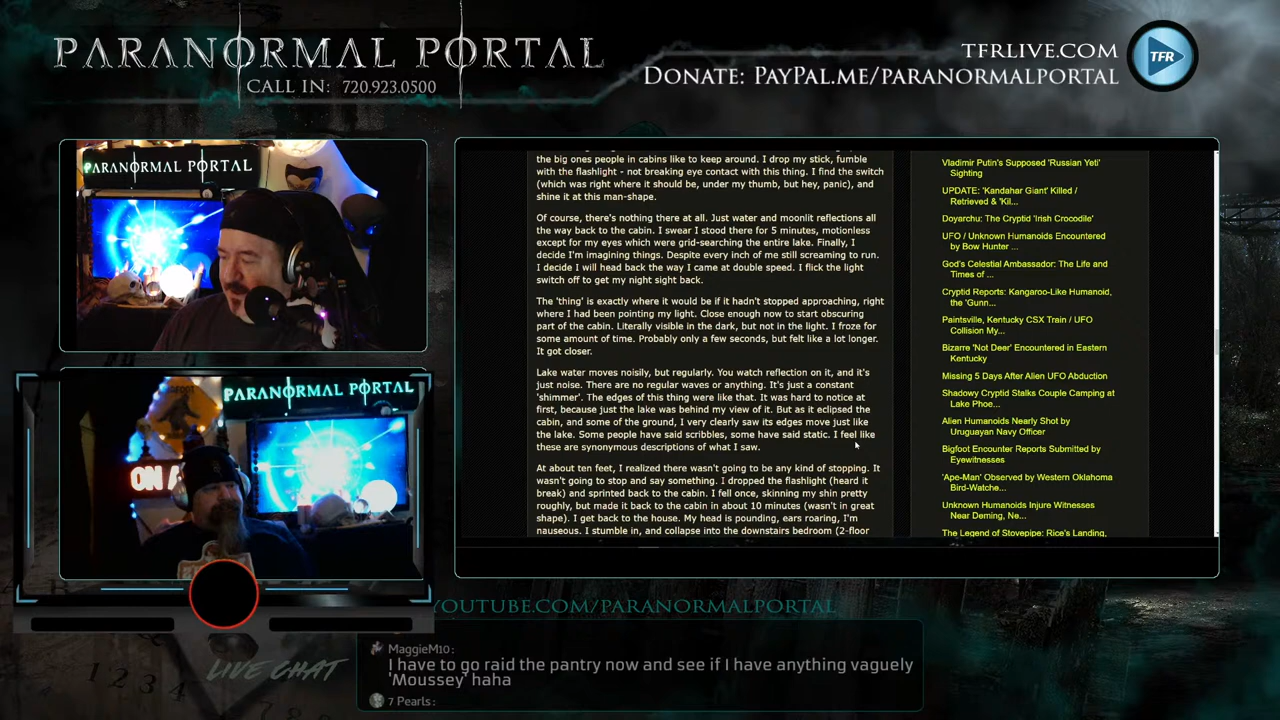 PARANORMAL PORTAL
CALL IN: 720.923.0500
TFRLIVE.COM
DONATE: PAYPAL.ME/PARANORMALPORTAL
TFR
PARANORMAL PORTAL
PARANORMAL PORTAL
ON A
the big ones people in cabins like to keep around. I drop my stick, fumble
with the flashlight - not breaking eye contact with this thing. I find the switch
(which was right where it should be, under my thumb, but hey, panic), and
shine it at this man-shape.
Of course, there's nothing there at all. Just water and moonlit reflections all
the way back to the cabin. I swear I stood there for 5 minutes, motionless
except for my eyes which were grid-searching the entire lake. Finally, I
decide I'm imagining things. Despite every inch of me still screaming to run.
I decide I will head back the way I came at double speed. I flick the light
switch off to get my night sight back.
The 'thing' is exactly where it would be if it hadn't stopped approaching, right
where I had been pointing my light. Close enough now to start obscuring
part of the cabin. Literally visible in the dark, but not in the light. I froze for
some amount of time. Probably only a few seconds, but felt like a lot longer.
It got closer.
Lake water moves noisily, but regularly. You watch reflection on it, and it's
just noise. There are no regular waves or anything. It's just a constant
'shimmer'. The edges of this thing were like that. It was hard to notice at
first, because just the lake was behind my view of it. But as it eclipsed the
cabin, and some of the ground, I very clearly saw its edges move just like
the lake. Some people have said scribbles, some have said static. I feel like
these are synonymous descriptions of what I saw.
At about ten feet, I realized there wasn't going to be any kind of stopping. It
wasn't going to stop and say something. I dropped the flashlight (heard it
break) and sprinted back to the cabin. I fell once, skinning my shin pretty
roughly, but made it back to the cabin in about 10 minutes (wasn't in great
shape). I get back to the house. My head is pounding, ears roaring, I'm
nauseous. I stumble in, and collapse into the downstairs bedroom (2-floor
Vladimir Putin's Supposed 'Russian Yeti'
Sighting
UPDATE: 'Kandahar Giant' Killed /
Retrieved & 'Kil...
Doyarchu: The Cryptid 'Irish Crocodile'
UFO / Unknown Humanoids Encountered
by Bow Hunter ...
God's Celestial Ambassador: The Life and
Times of ...
Cryptid Reports: Kangaroo-Like Humanoid,
the 'Gunn...
Paintsville, Kentucky CSX Train / UFO
Collision My...
Bizarre 'Not Deer' Encountered in Eastern
Kentucky
Missing 5 Days After Alien UFO Abduction
Shadowy Cryptid Stalks Couple Camping at
Lake Phoe...
Alien Humanoids Nearly Shot by
Uruguayan Navy Officer
Bigfoot Encounter Reports Submitted by
Eyewitnesses
'Ape-Man' Observed by Western Oklahoma
Bird-Watche...
Unknown Humanoids Injure Witnesses
Near Deming, Ne...
The Legend of Stovepipe: Rice's Landing,
YOUTUBE.COM/PARANORMALPORTAL
LIVE CHAT
1 2 3 4
MaggieM10:
I have to go raid the pantry now and see if I have anything vaguely
'Moussey' haha
7 Pearls: